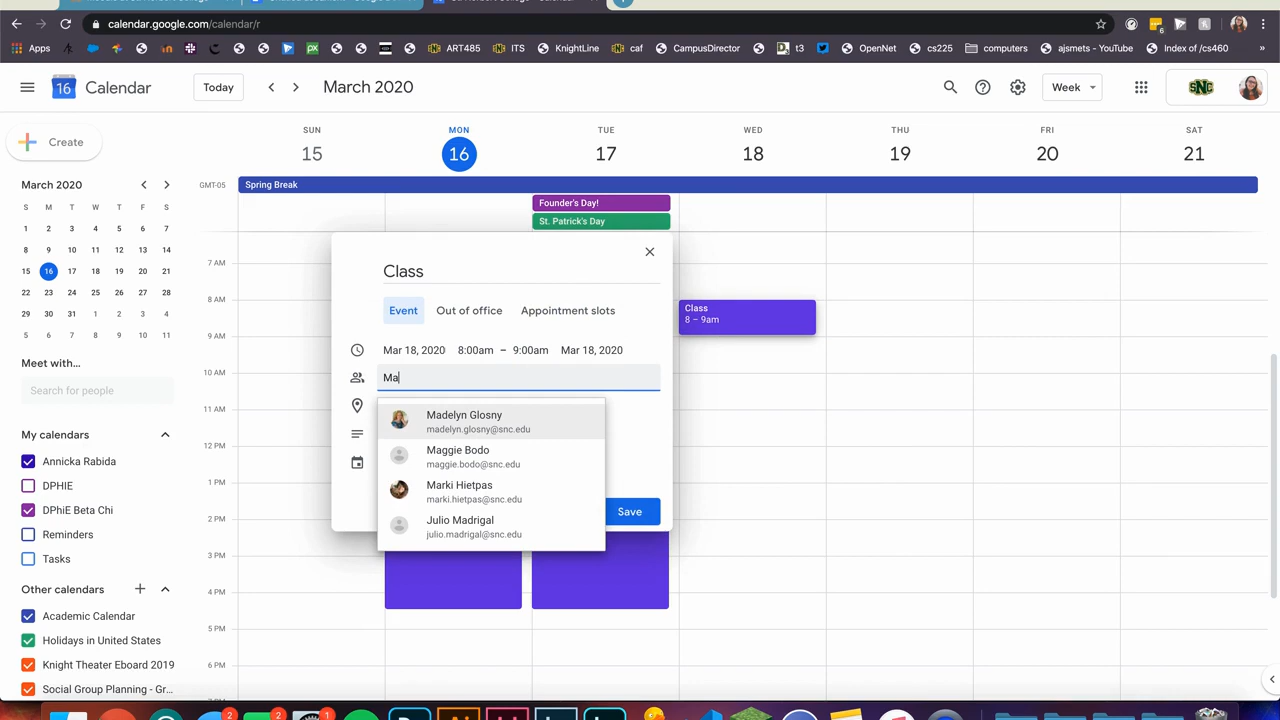 calendar.google.com/calendar/r
6
Apps
ART485
ITS
KnightLine
caf
CampusDirector
t3
OpenNet
cs225
computers
ajsmets - YouTube
Index of /cs460
»
16
Calendar
Today
March 2020
Week
SNC
Create
SUN
MON
TUE
WED
THU
FRI
SAT
15
16
17
18
19
20
21
March 2020
GMT-05
Spring Break
S M T W T F S
1 2 3 4 5 6 7
8 9 10 11 12 13 14
15 16 17 18 19 20 21
22 23 24 25 26 27 28
29 30 31 1 2 3 4
5 6 7 8 9 10 11
Founder's Day!
St. Patrick's Day
Meet with...
Search for people
My calendars
Annicka Rabida
DPHIE
DPhiE Beta Chi
Reminders
Tasks
Other calendars
Academic Calendar
Holidays in United States
Knight Theater Eboard 2019
Social Group Planning - Gr...
7 AM
8 AM
9 AM
10 AM
11 AM
12 PM
1 PM
2 PM
3 PM
4 PM
5 PM
6 PM
Class
Event
Out of office
Appointment slots
Mar 18, 2020 8:00am – 9:00am Mar 18, 2020
Ma
Madelyn Glosny
madelyn.glosny@snc.edu
Maggie Bodo
maggie.bodo@snc.edu
Marki Hietpas
marki.hietpas@snc.edu
Julio Madrigal
julio.madrigal@snc.edu
Save
Class
8 – 9am
2
2
1